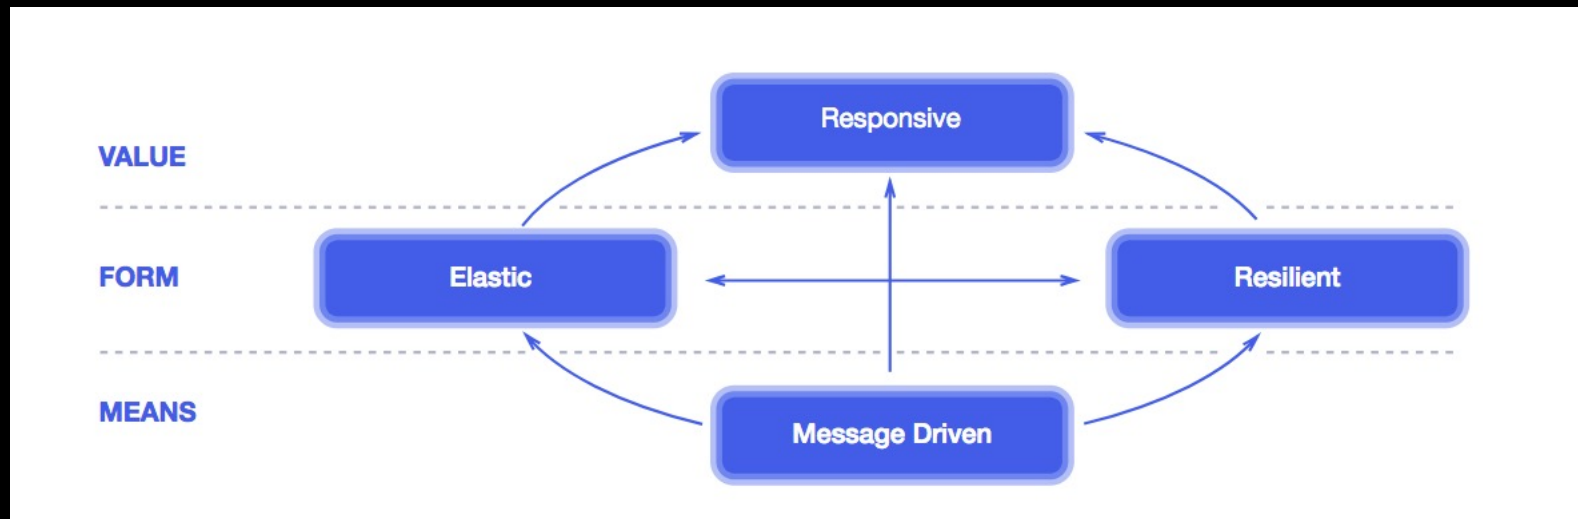 Responsive
VALUE
FORM
Elastic
Resilient
MEANS
Message Driven